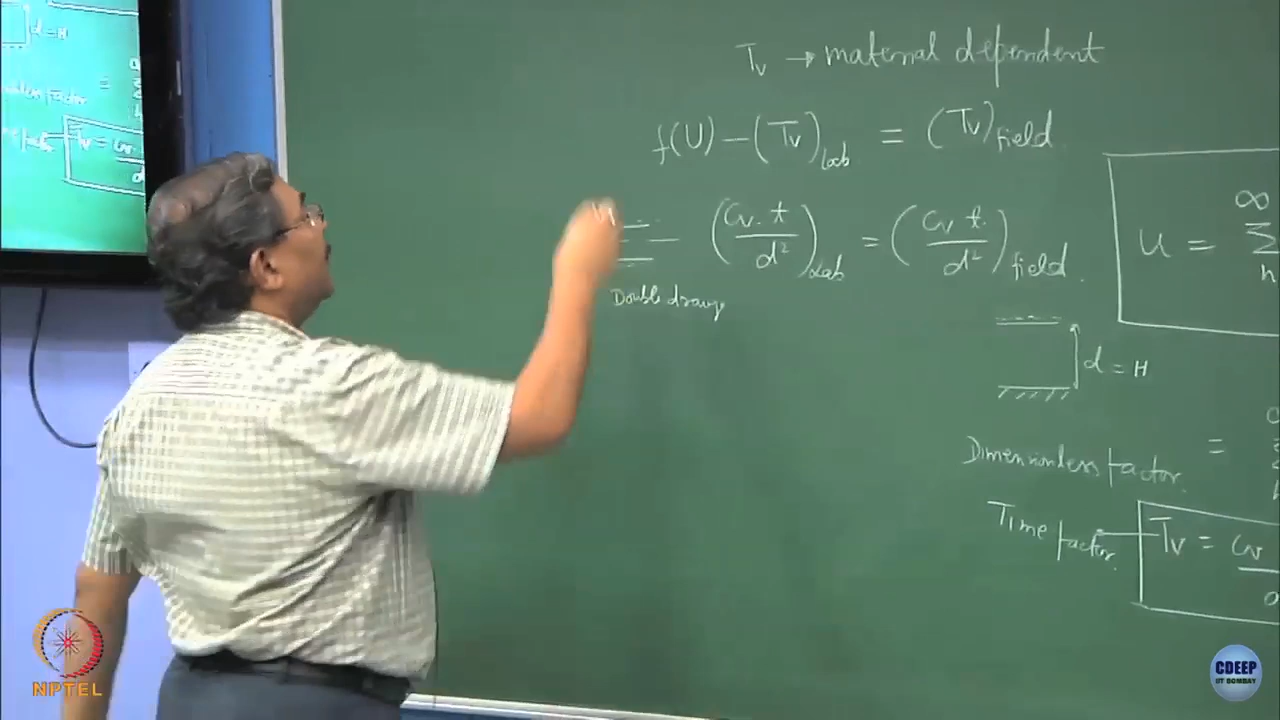 Tv → material dependent
f(U) – (Tv)Lab = (Tv)field
(Cv. t / d²)Lab = (Cv t. / d²)field.
Double drainge
U = ∞ Σ n
d = H
Dimensionless Factor. =
Time factor. Tv = Cv
d = H
NPTEL
CDEEP
IIT BOMBAY